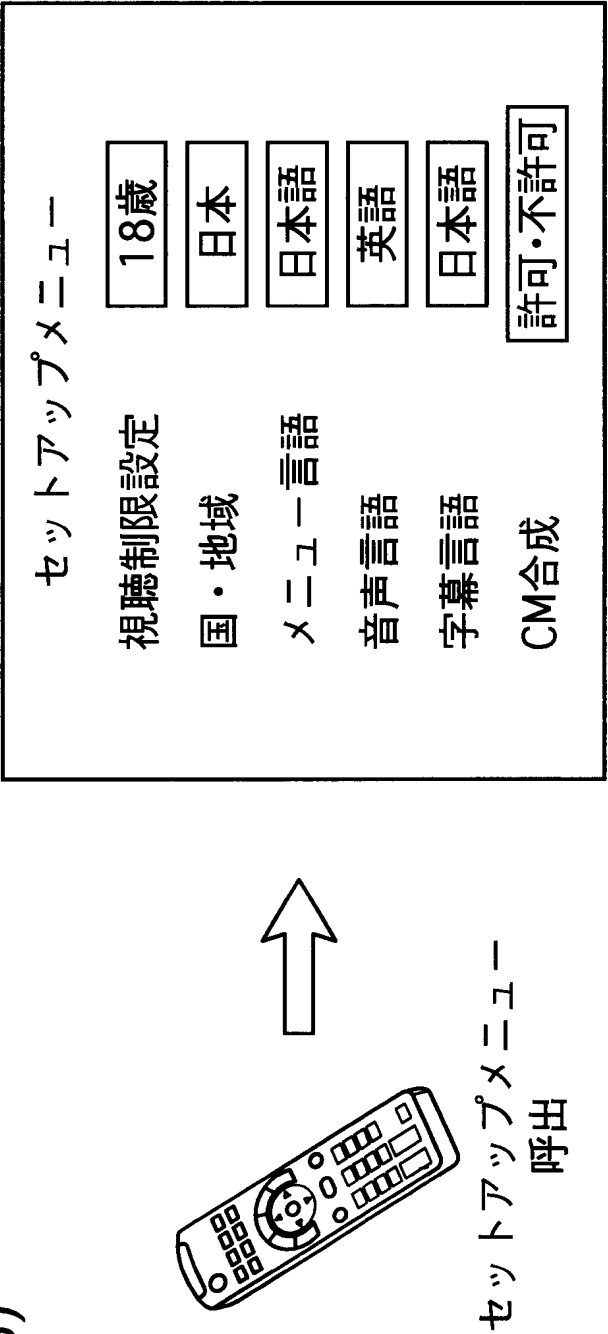 セットアップメニュー
視聴制限設定 18歳
国・地域 日本
メニュー言語 日本語
音声言語 英語
字幕言語 日本語
CM合成 許可・不許可
セットアップメニュー
呼出